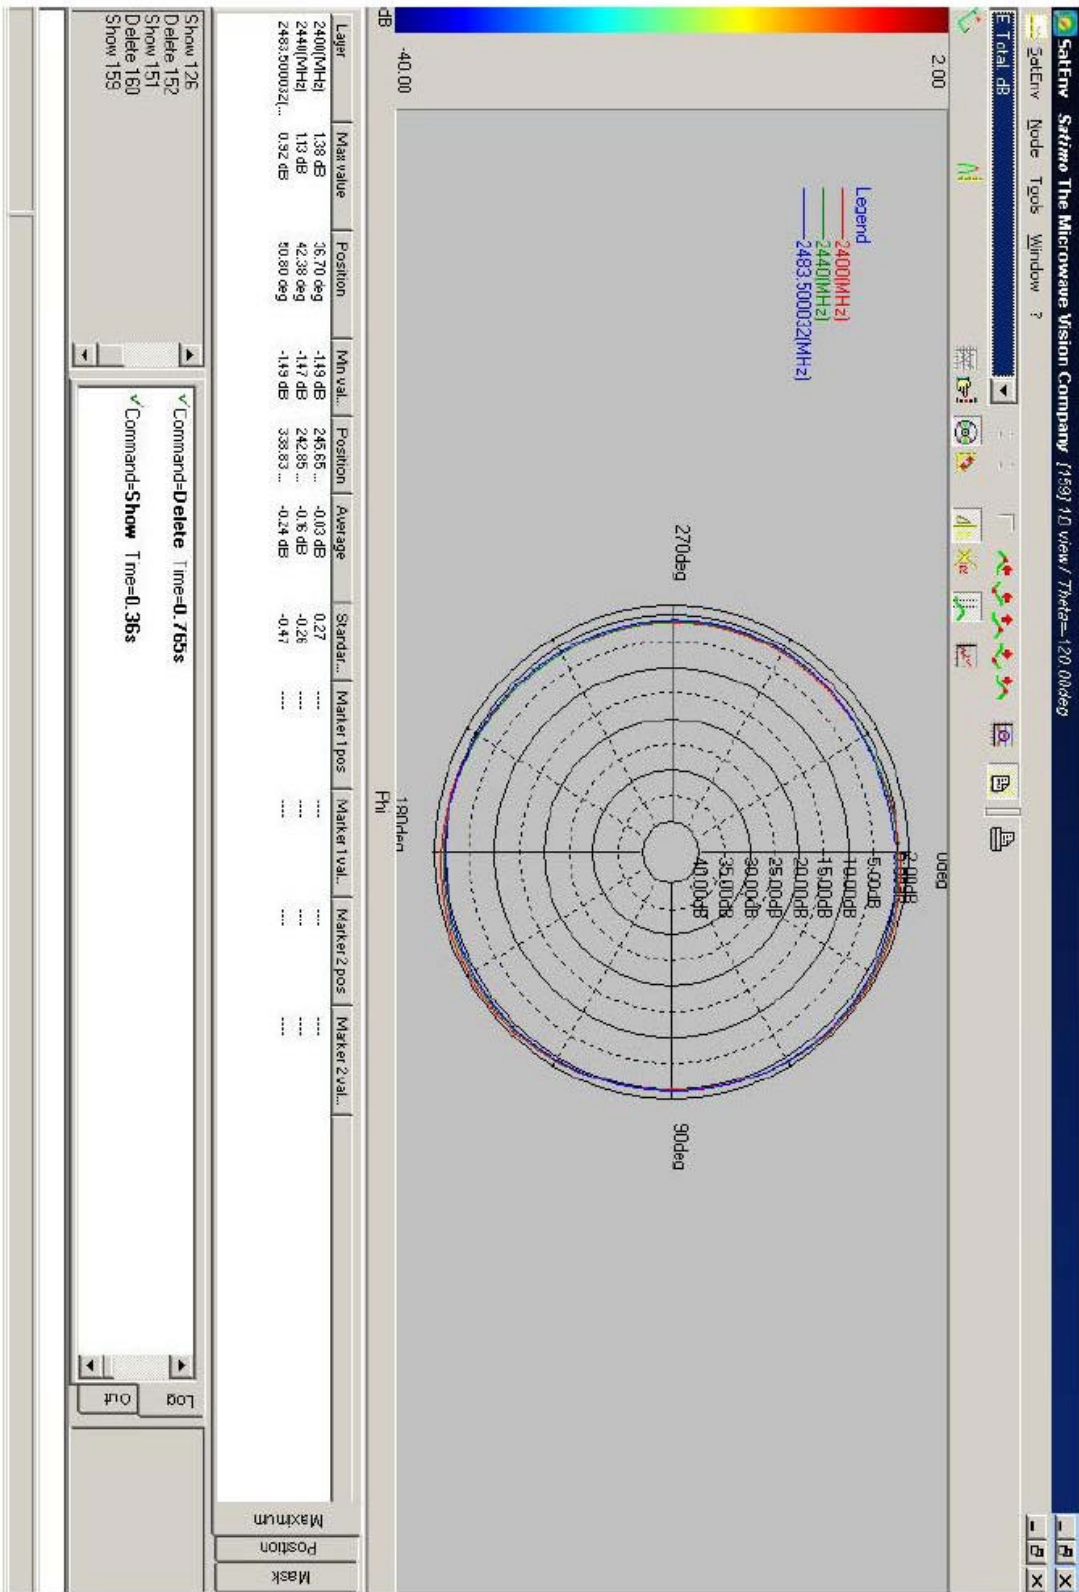 SatEnv Satimo The Microwave Vision Company [159] 1D view / Theta=-120.00deg
SatEnv Node Tools Window ?
E Total. dB
2.00
-40.00
dB
Legend
2400(MHz)
2440(MHz)
2483.500032(MHz)
0deg
2.00dB
-5.00dB
-10.00dB
-15.00dB
-20.00dB
-25.00dB
-30.00dB
-35.00dB
-40.00dB
270deg
90deg
180deg
Phi
Layer Max value Position Min val... Position Average Standar... Marker 1 pos Marker 1 val... Marker 2 pos Marker 2 val...
2400(MHz) 1.38 dB 36.70 deg -1.49 dB 245.65 ... -0.03 dB 0.27 --- --- --- ---
2440(MHz) 1.13 dB 42.38 deg -1.47 dB 242.85 ... -0.16 dB -0.26 --- --- --- ---
2483.500032(... 0.92 dB 50.80 deg -1.49 dB 338.83 ... -0.24 dB -0.47 --- --- --- ---
Maximum
Position
Mask
Show 126
Delete 152
Show 151
Delete 160
Show 159
Command=Delete Time=0.765s
Command=Show Time=0.36s
Log
Out